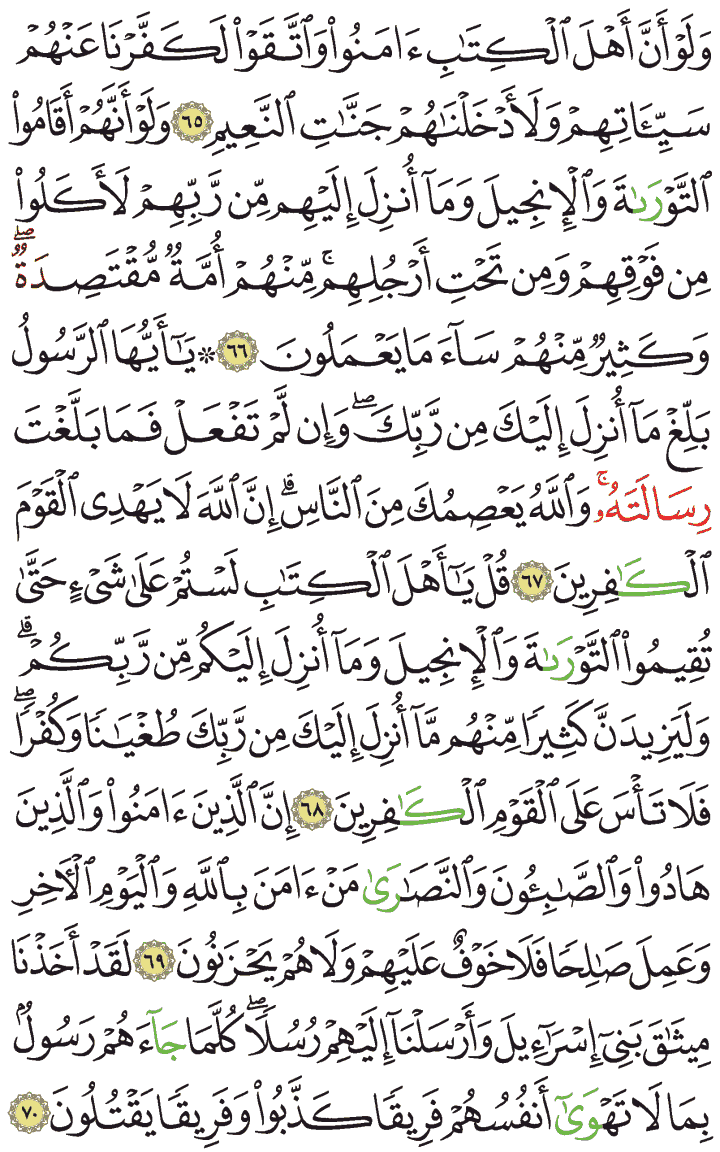 وَلَوْ أَنَّ أَهْلَ ٱلْكِتَٰبِ ءَامَنُوا۟ وَٱتَّقَوْا۟ لَكَفَّرْنَا عَنْهُمْ
سَيِّـَٔاتِهِمْ وَلَأَدْخَلْنَٰهُمْ جَنَّٰتِ ٱلنَّعِيمِ ٦٥ وَلَوْ أَنَّهُمْ أَقَامُوا۟
ٱلتَّوْرَىٰةَ وَٱلْإِنجِيلَ وَمَآ أُنزِلَ إِلَيْهِم مِّن رَّبِّهِمْ لَأَكَلُوا۟
مِن فَوْقِهِمْ وَمِن تَحْتِ أَرْجُلِهِم ۚ مِّنْهُمْ أُمَّةٌ مُّقْتَصِدَةٌ ۖ
وَكَثِيرٌ مِّنْهُمْ سَآءَ مَا يَعْمَلُونَ ٦٦ * يَٰٓأَيُّهَا ٱلرَّسُولُ
بَلِّغْ مَآ أُنزِلَ إِلَيْكَ مِن رَّبِّكَ ۖ وَإِن لَّمْ تَفْعَلْ فَمَا بَلَّغْتَ
رِسَالَتَهُۥ ۚ وَٱللَّهُ يَعْصِمُكَ مِنَ ٱلنَّاسِ ۗ إِنَّ ٱللَّهَ لَا يَهْدِى ٱلْقَوْمَ
ٱلْكَٰفِرِينَ ٦٧ قُلْ يَٰٓأَهْلَ ٱلْكِتَٰبِ لَسْتُمْ عَلَىٰ شَىْءٍ حَتَّىٰ
تُقِيمُوا۟ ٱلتَّوْرَىٰةَ وَٱلْإِنجِيلَ وَمَآ أُنزِلَ إِلَيْكُم مِّن رَّبِّكُمْ ۗ
وَلَيَزِيدَنَّ كَثِيرًا مِّنْهُم مَّآ أُنزِلَ إِلَيْكَ مِن رَّبِّكَ طُغْيَٰنًا وَكُفْرًا ۖ
فَلَا تَأْسَ عَلَى ٱلْقَوْمِ ٱلْكَٰفِرِينَ ٦٨ إِنَّ ٱلَّذِينَ ءَامَنُوا۟ وَٱلَّذِينَ
هَادُوا۟ وَٱلصَّٰبِـُٔونَ وَٱلنَّصَٰرَىٰ مَنْ ءَامَنَ بِٱللَّهِ وَٱلْيَوْمِ ٱلْـَٔاخِرِ
وَعَمِلَ صَٰلِحًا فَلَا خَوْفٌ عَلَيْهِمْ وَلَا هُمْ يَحْزَنُونَ ٦٩ لَقَدْ أَخَذْنَا
مِيثَٰقَ بَنِىٓ إِسْرَٰٓءِيلَ وَأَرْسَلْنَآ إِلَيْهِمْ رُسُلًا ۖ كُلَّمَا جَآءَهُمْ رَسُولٌۢ
بِمَا لَا تَهْوَىٰٓ أَنفُسُهُمْ فَرِيقًا كَذَّبُوا۟ وَفَرِيقًا يَقْتُلُونَ ٧٠